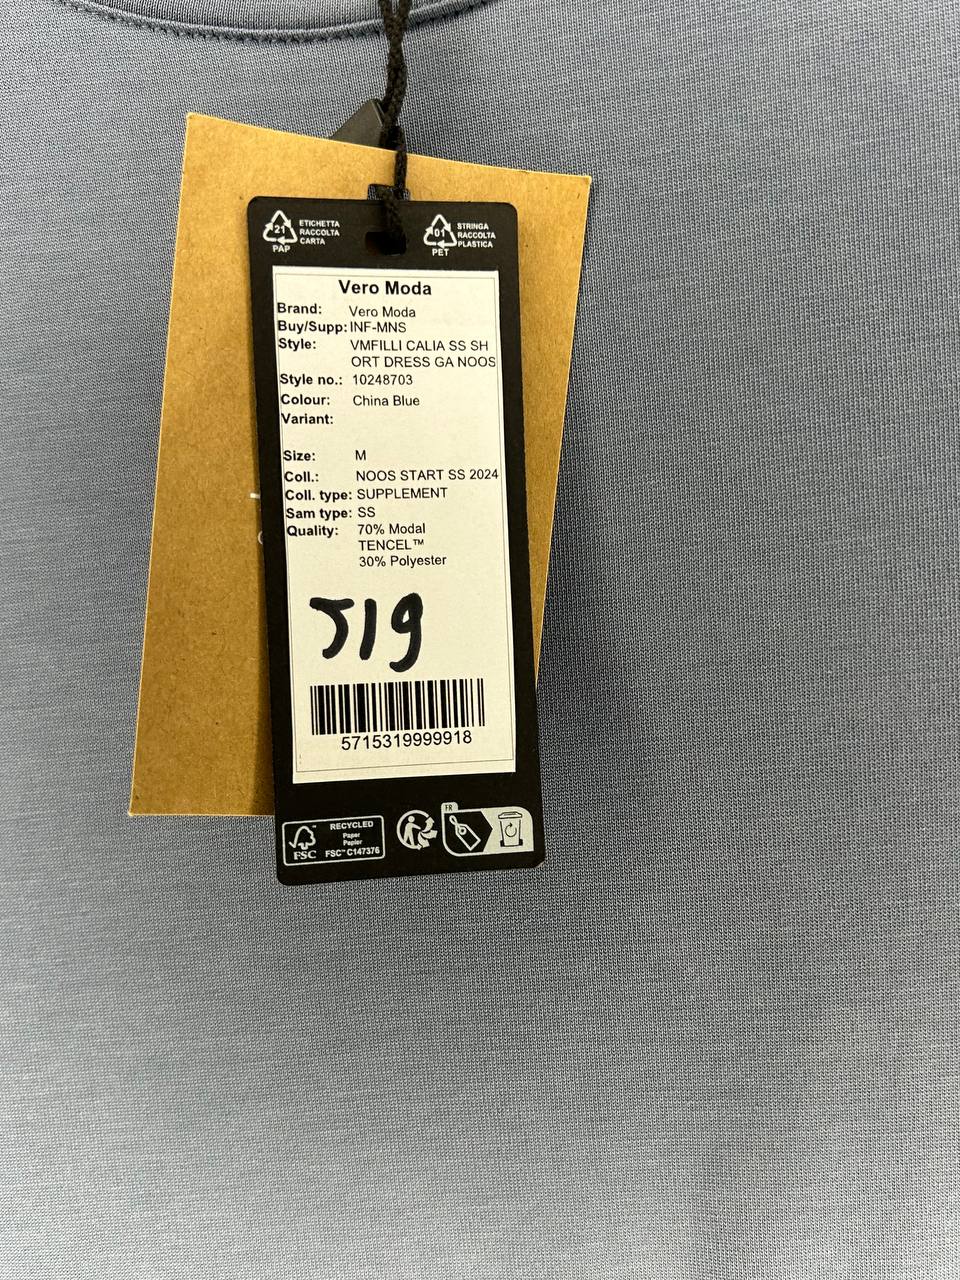 21
PAP
ETICHETTA
RACCOLTA
CARTA
01
PET
STRINGA
RACCOLTA
PLASTICA
Vero Moda
Brand: Vero Moda
Buy/Supp: INF-MNS
Style: VMFILLI CALIA SS SH
ORT DRESS GA NOOS
Style no.: 10248703
Colour: China Blue
Variant:
Size: M
Coll.: NOOS START SS 2024
Coll. type: SUPPLEMENT
Sam type: SS
Quality: 70% Modal
TENCEL™
30% Polyester
519
5715319999918
FSC™
RECYCLED
Paper
Papier
FSC™ C147376
FR